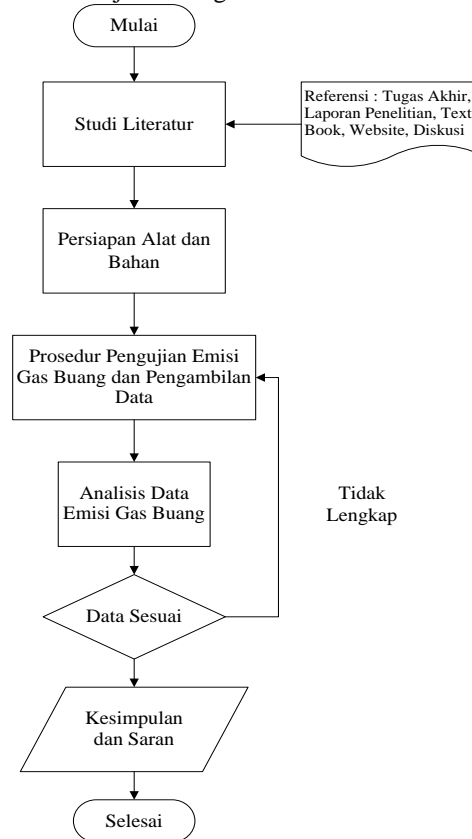 Mulai
Studi Literatur
Referensi : Tugas Akhir,
Laporan Penelitian, Text
Book, Website, Diskusi
Persiapan Alat dan
Bahan
Prosedur Pengujian Emisi
Gas Buang dan Pengambilan
Data
Analisis Data
Emisi Gas Buang
Tidak
Lengkap
Data Sesuai
Kesimpulan
dan Saran
Selesai